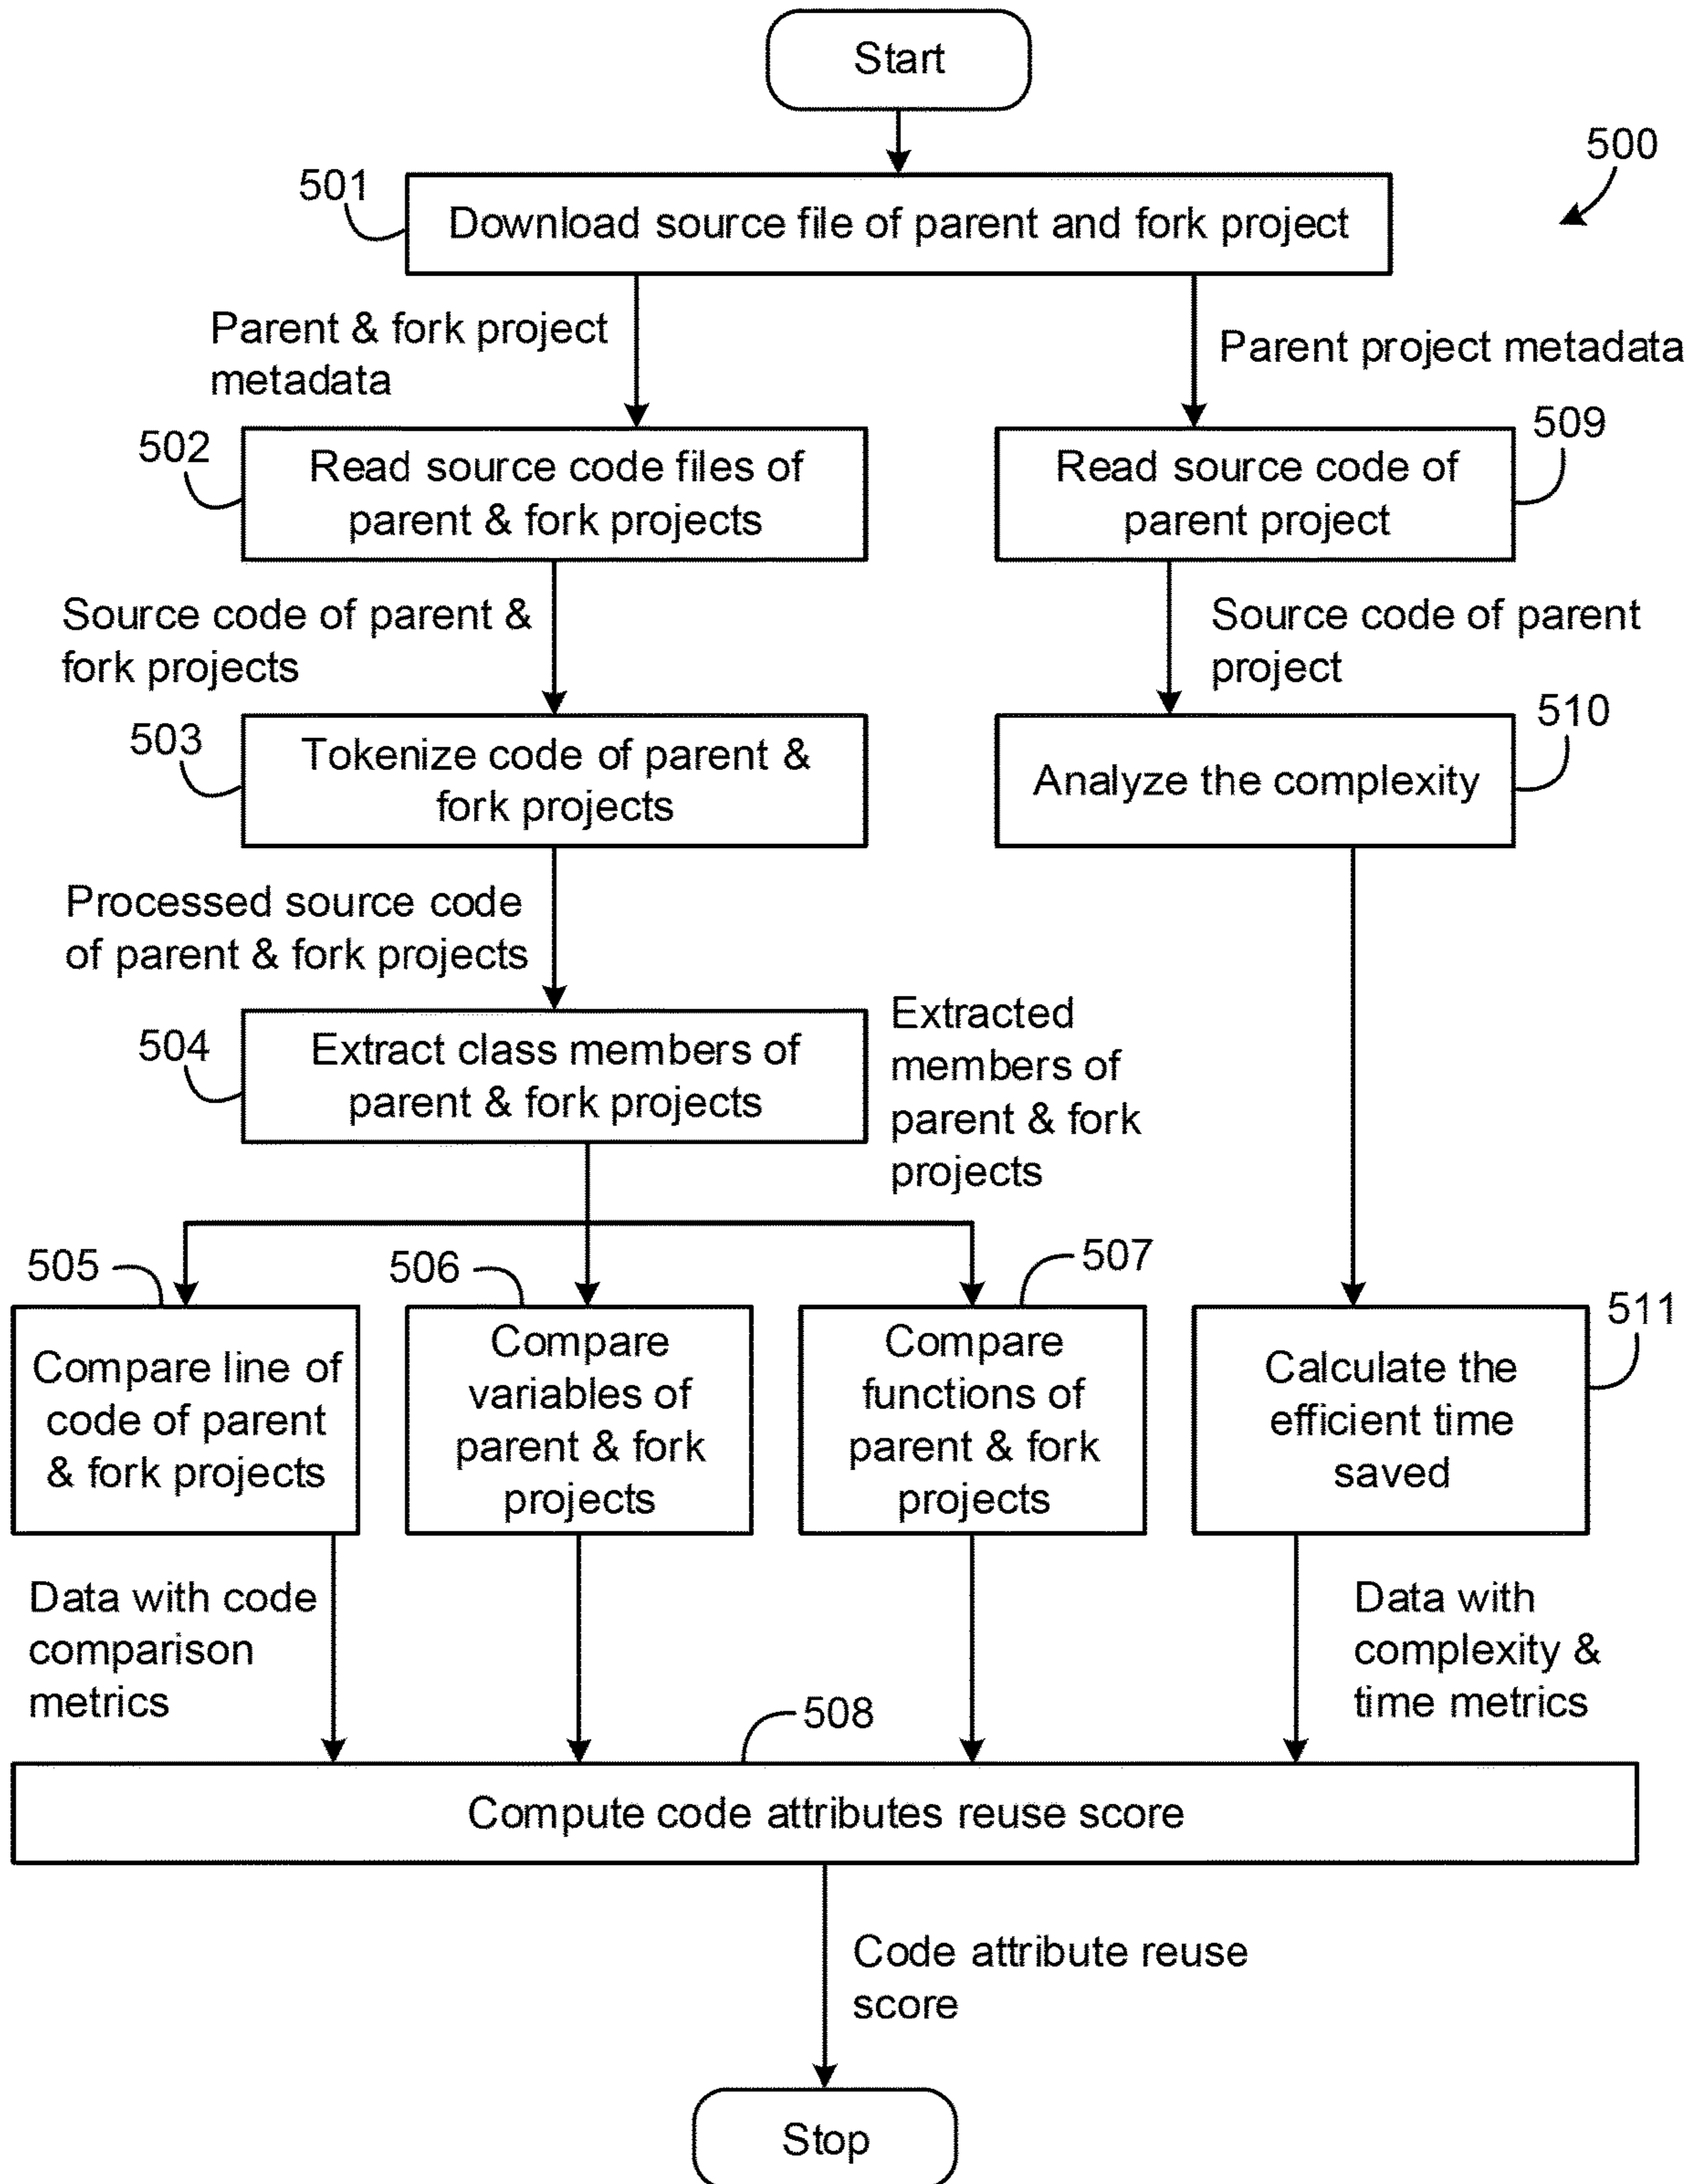 Start
500
501
Download source file of parent and fork project
Parent & fork project
metadata
Parent project metadata
502
Read source code files of
parent & fork projects
509
Read source code of
parent project
Source code of parent &
fork projects
Source code of parent
project
503
Tokenize code of parent &
fork projects
510
Analyze the complexity
Processed source code
of parent & fork projects
504
Extract class members of
parent & fork projects
Extracted
members of
parent & fork
projects
505
Compare line of
code of parent
& fork projects
506
Compare
variables of
parent & fork
projects
507
Compare
functions of
parent & fork
projects
511
Calculate the
efficient time
saved
Data with code
comparison
metrics
Data with
complexity &
time metrics
508
Compute code attributes reuse score
Code attribute reuse
score
Stop